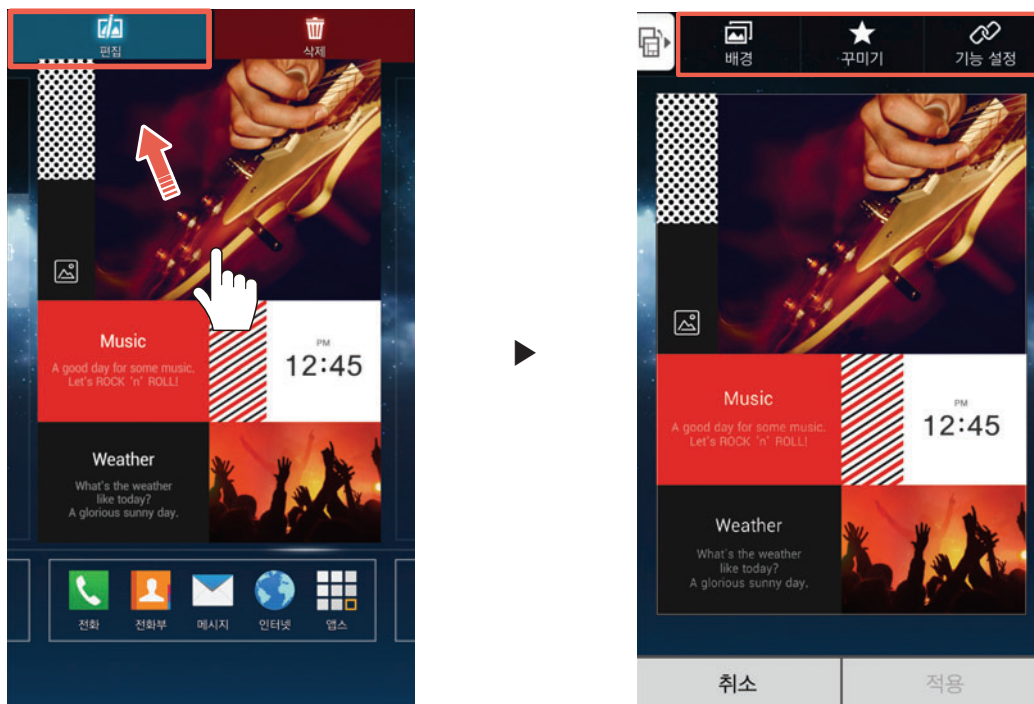 편집
삭제
Music
A good day for some music.
Let's ROCK 'n' ROLL!
PM
12:45
Weather
What's the weather
like today?
A glorious sunny day.
전화
전화부
메시지
인터넷
앱스
배경
꾸미기
기능 설정
Music
A good day for some music.
Let's ROCK 'n' ROLL!
PM
12:45
Weather
What's the weather
like today?
A glorious sunny day.
취소
적용